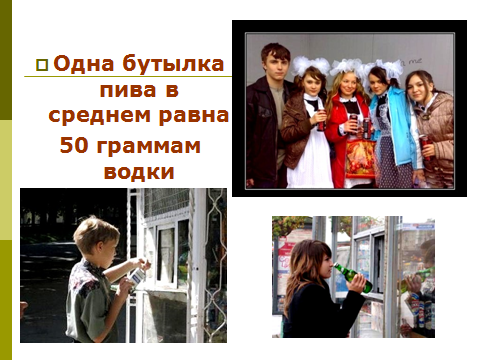 Одна бутылка
пива в
среднем равна
50 граммам
водки